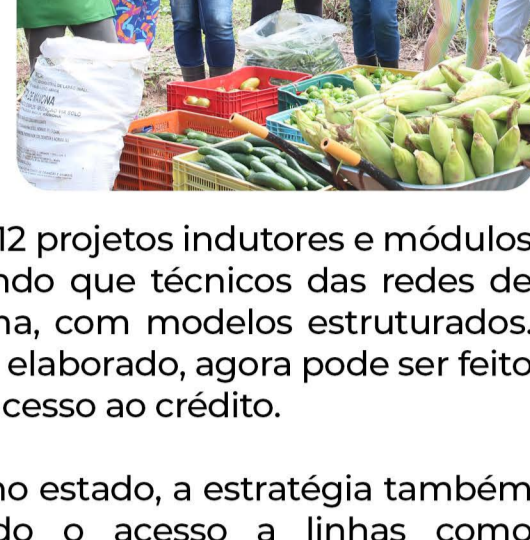 12 projetos indutores e módulos
ndo que técnicos das redes de
na, com modelos estruturados.
elaborado, agora pode ser feito
cesso ao crédito.
no estado, a estratégia também
do o acesso a linhas como